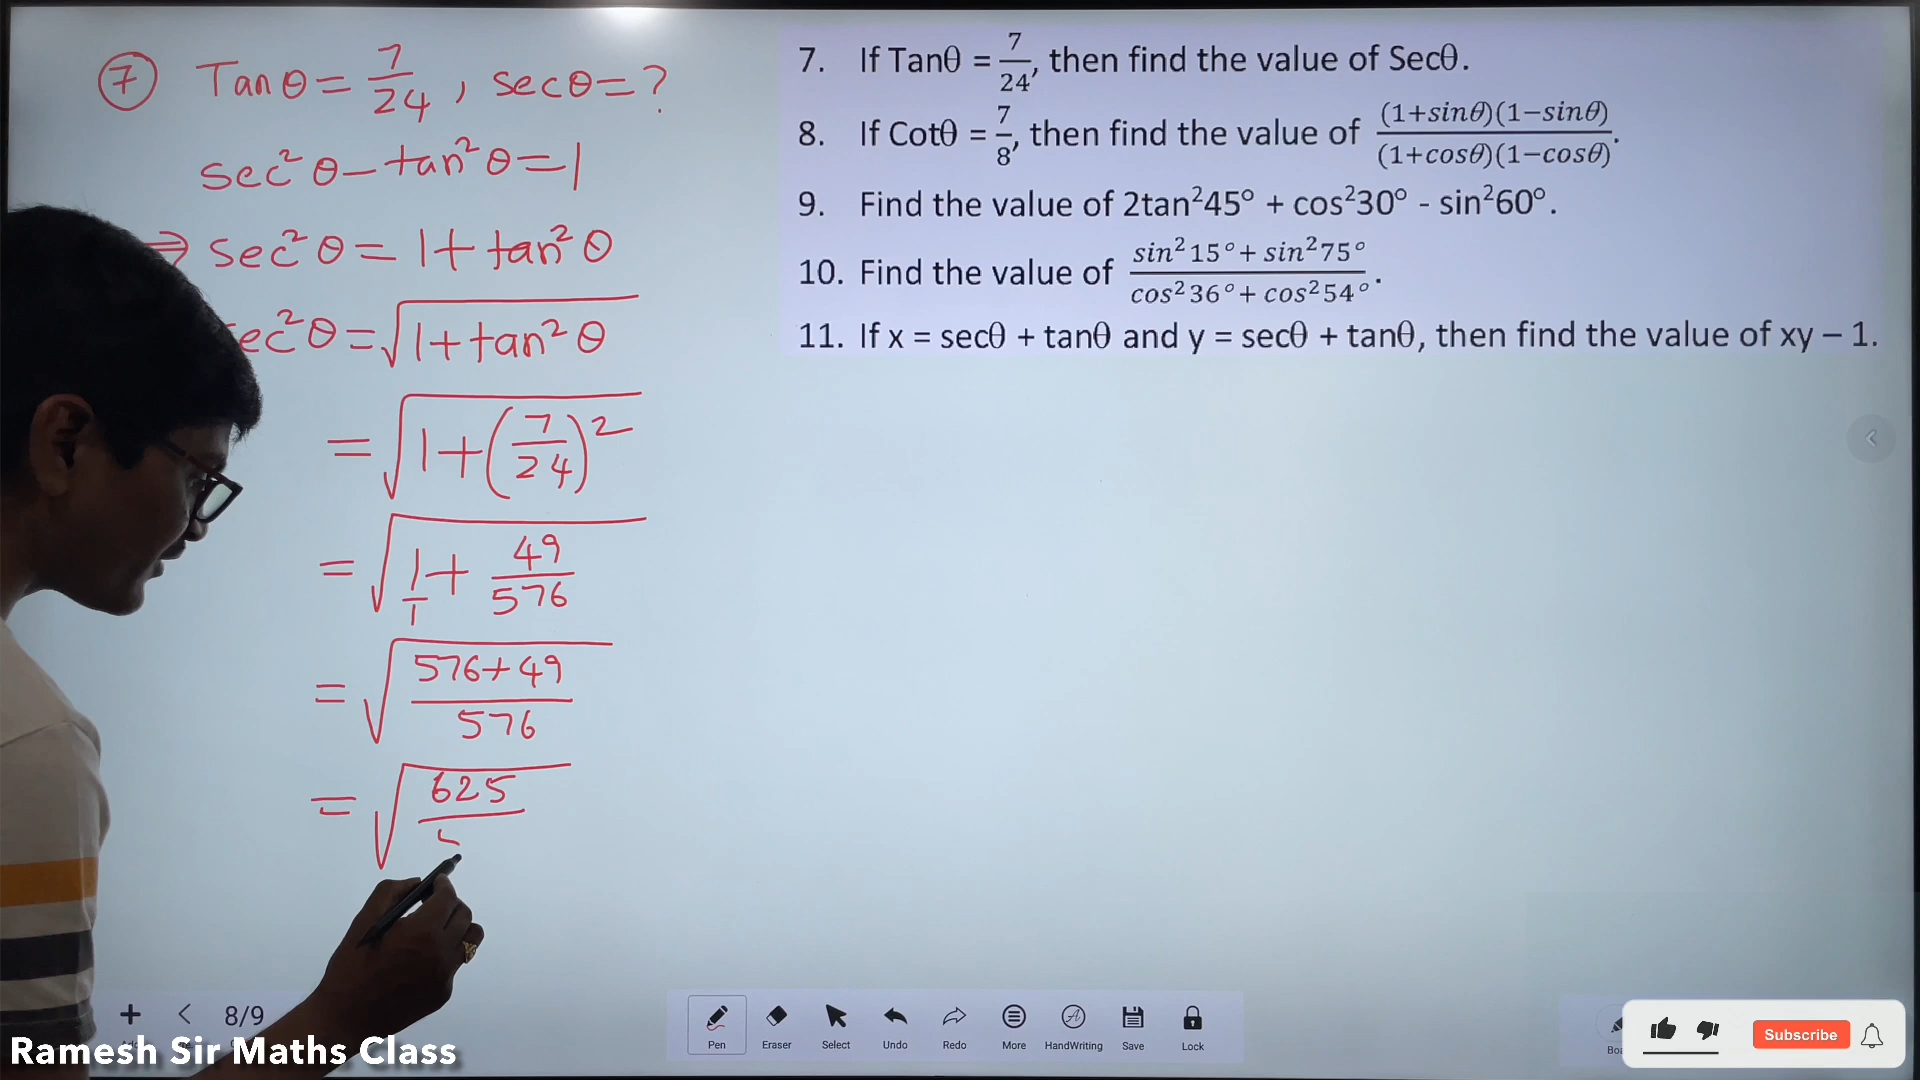 ⑦ Tanθ = 7/24, secθ = ?
sec²θ – tan²θ = 1
⇒ sec²θ = 1 + tan²θ
ec²θ = √(1 + tan²θ)
= √(1 + (7/24)²)
= √(1/1 + 49/576)
= √((576+49)/576)
= √(625/
7. If Tanθ = 7/24, then find the value of Secθ.
8. If Cotθ = 7/8, then find the value of (1+sinθ)(1−sinθ)/(1+cosθ)(1−cosθ).
9. Find the value of 2tan²45° + cos²30° - sin²60°.
10. Find the value of sin²15°+ sin²75°/cos²36°+ cos²54°.
11. If x = secθ + tanθ and y = secθ + tanθ, then find the value of xy – 1.
8/9
Pen Eraser Select Undo Redo More HandWriting Save Lock
Subscribe
Ramesh Sir Maths Class